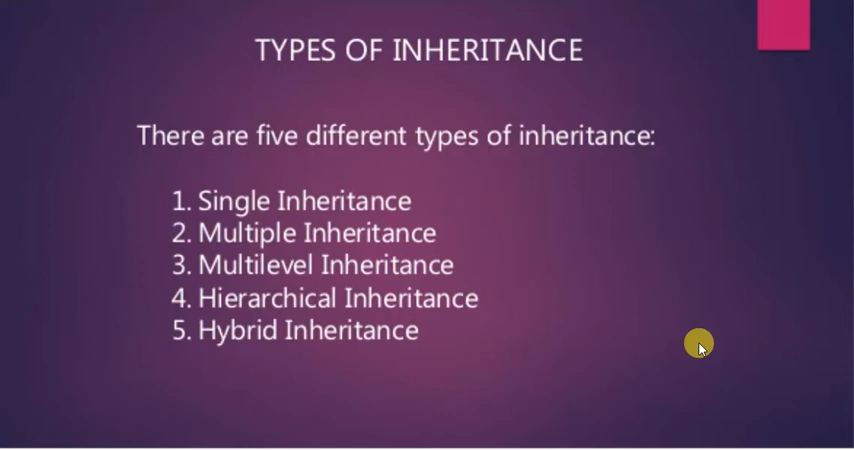 TYPES OF INHERITANCE
There are five different types of inheritance:
1. Single Inheritance
2. Multiple Inheritance
3. Multilevel Inheritance
4. Hierarchical Inheritance
5. Hybrid Inheritance